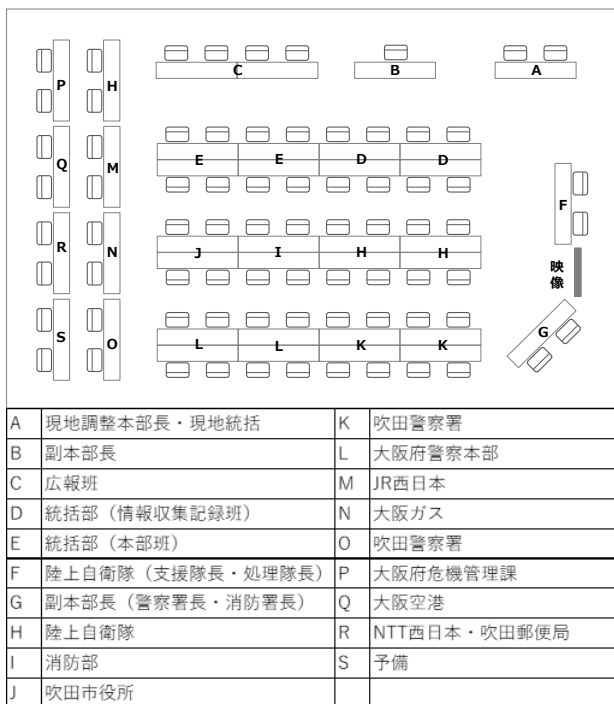 C B A
P H
E E D D
Q M
F
R N J I H H
映像
G
S O L L K K
A 現地調整本部長・現地統括 K 吹田警察署
B 副本部長 L 大阪府警察本部
C 広報班 M JR西日本
D 統括部（情報収集記録班） N 大阪ガス
E 統括部（本部班） O 吹田警察署
F 陸上自衛隊（支援隊長・処理隊長） P 大阪府危機管理課
G 副本部長（警察署長・消防署長） Q 大阪空港
H 陸上自衛隊 R NTT西日本・吹田郵便局
I 消防部 S 予備
J 吹田市役所